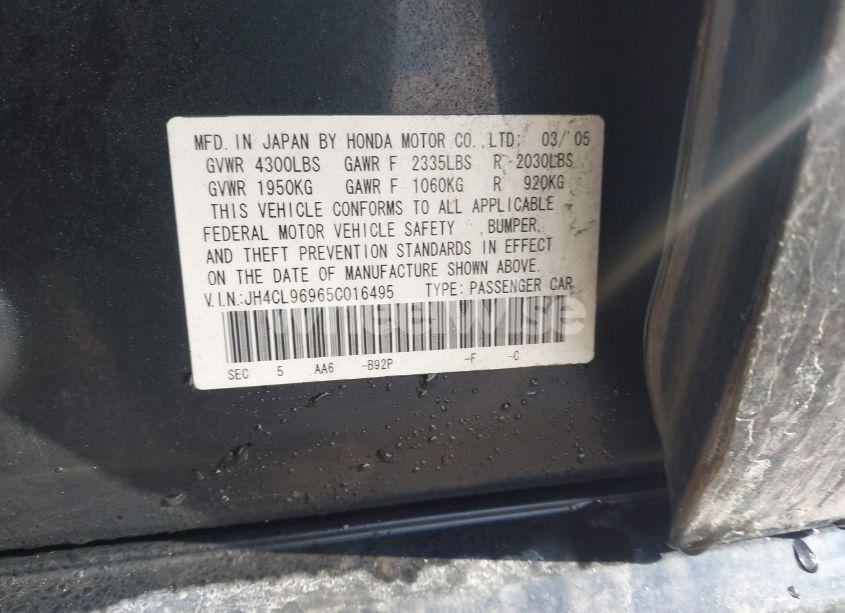 MFD. IN JAPAN BY HONDA MOTOR CO., LTD; 03/'05
GVWR 4300LBS GAWR F 2335LBS R 2030LBS
GVWR 1950KG GAWR F 1060KG R 920KG
THIS VEHICLE CONFORMS TO ALL APPLICABLE
FEDERAL MOTOR VEHICLE SAFETY ,BUMPER,
AND THEFT PREVENTION STANDARDS IN EFFECT
ON THE DATE OF MANUFACTURE SHOWN ABOVE.
V.I.N.:JH4CL96965C016495 TYPE: PASSENGER CAR
wheelwise
SEC 5 AA6 -B92P -F -C